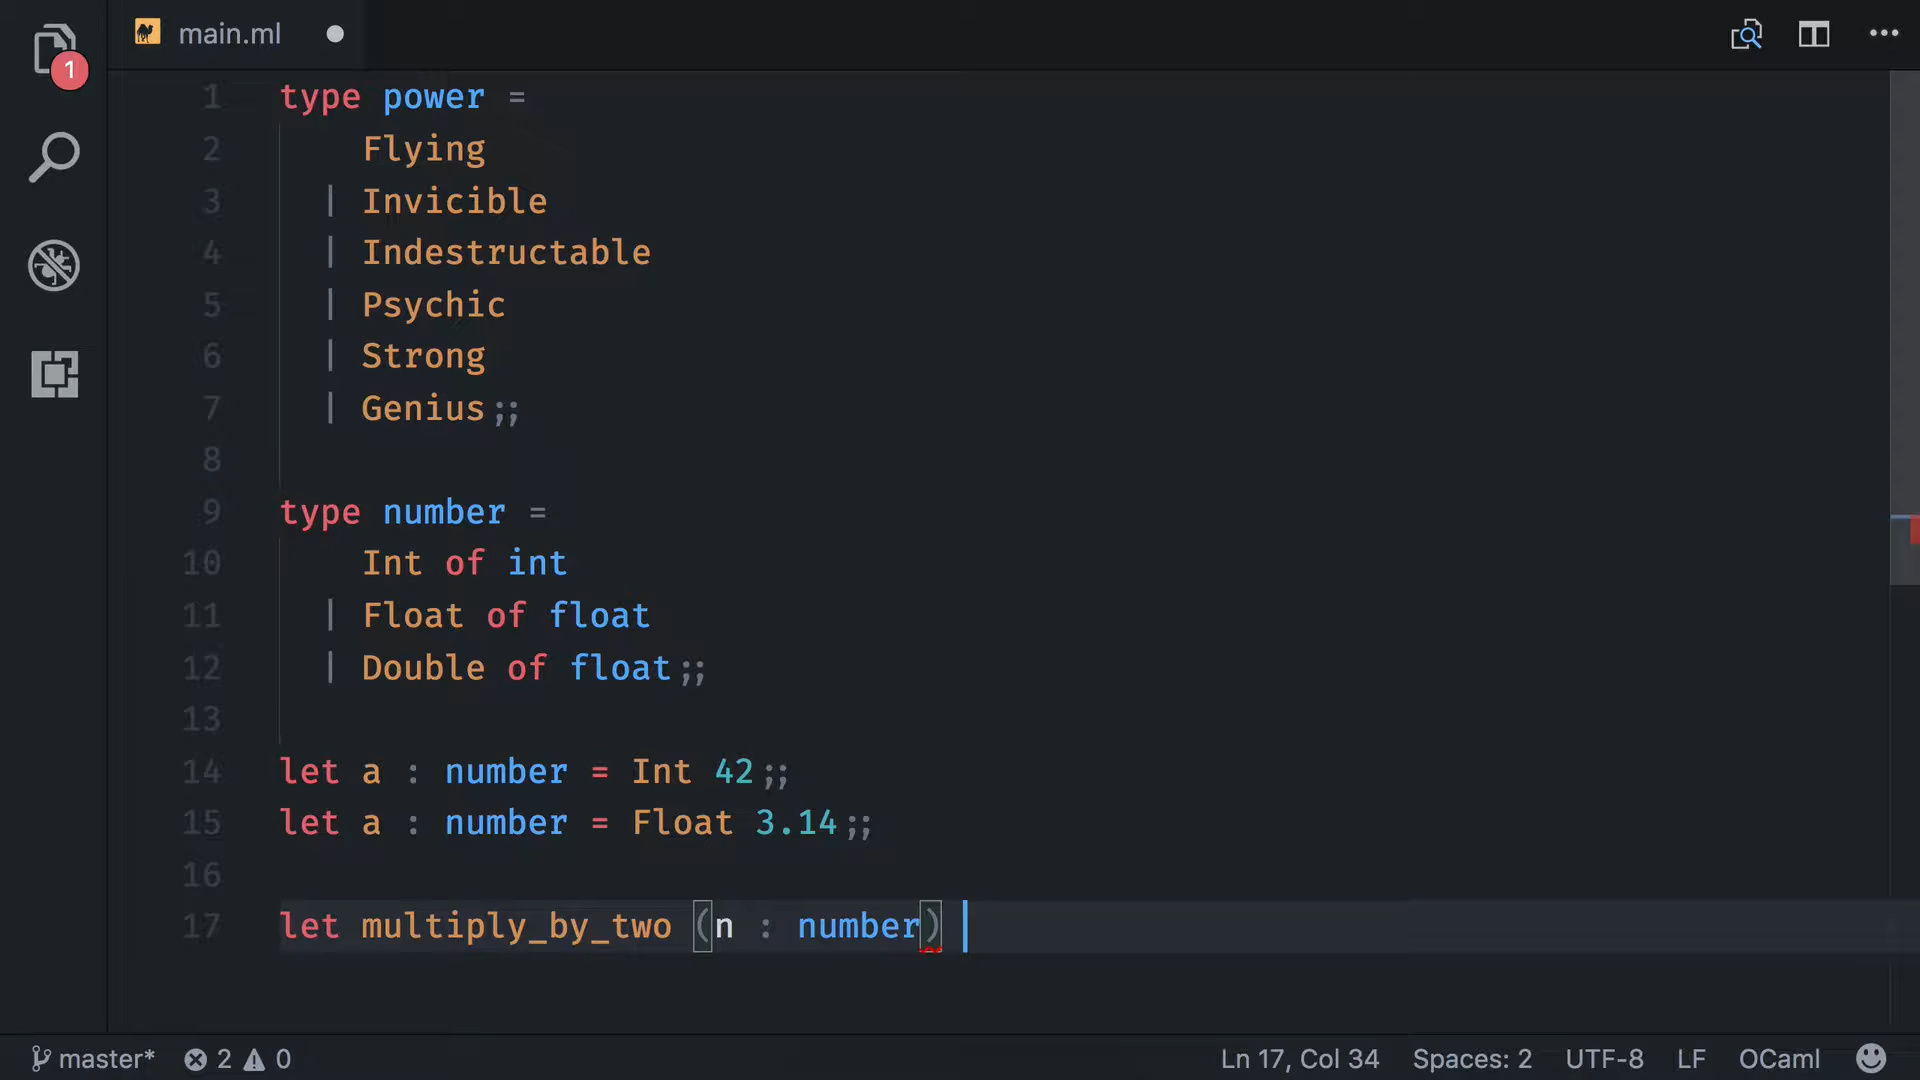 1
main.ml
1 type power =
2 Flying
3 | Invicible
4 | Indestructable
5 | Psychic
6 | Strong
7 | Genius;;
8
9 type number =
10 Int of int
11 | Float of float
12 | Double of float;;
13
14 let a : number = Int 42;;
15 let a : number = Float 3.14;;
16
17 let multiply_by_two (n : number)
master* 2 0 Ln 17, Col 34 Spaces: 2 UTF-8 LF OCaml